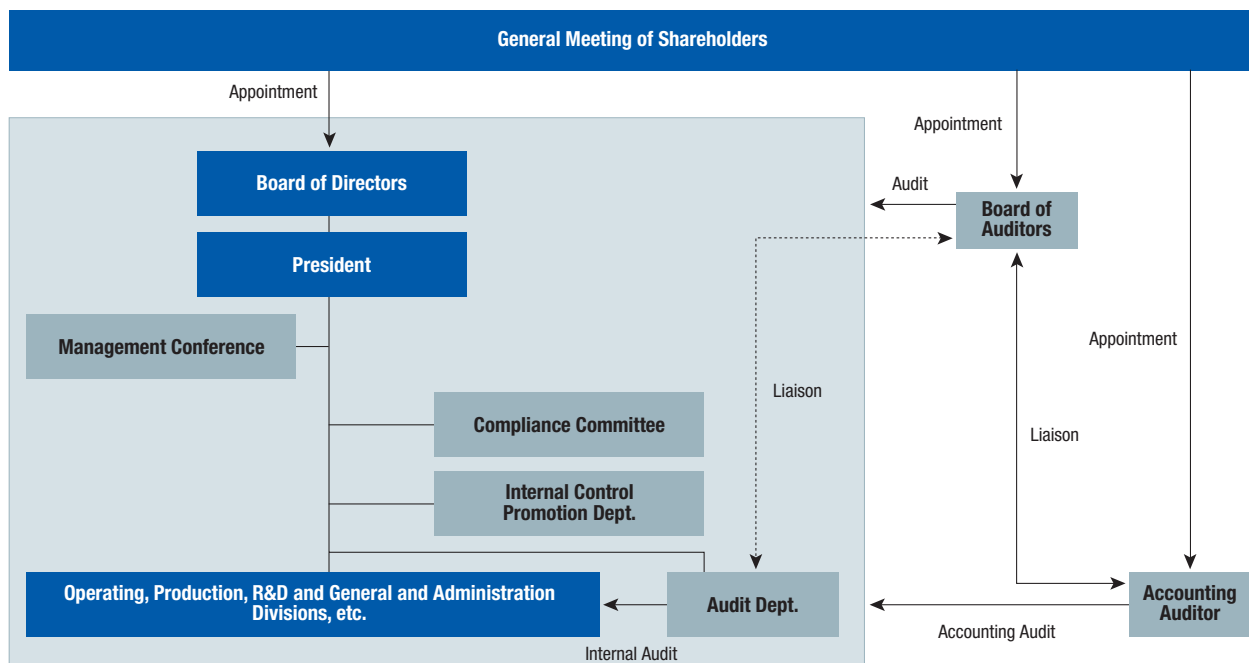 General Meeting of Shareholders
Appointment
Appointment
Board of Directors
Audit
Board of
Auditors
President
Management Conference
Appointment
Liaison
Compliance Committee
Liaison
Internal Control
Promotion Dept.
Operating, Production, R&D and General and Administration
Divisions, etc.
Audit Dept.
Accounting
Auditor
Accounting Audit
Internal Audit